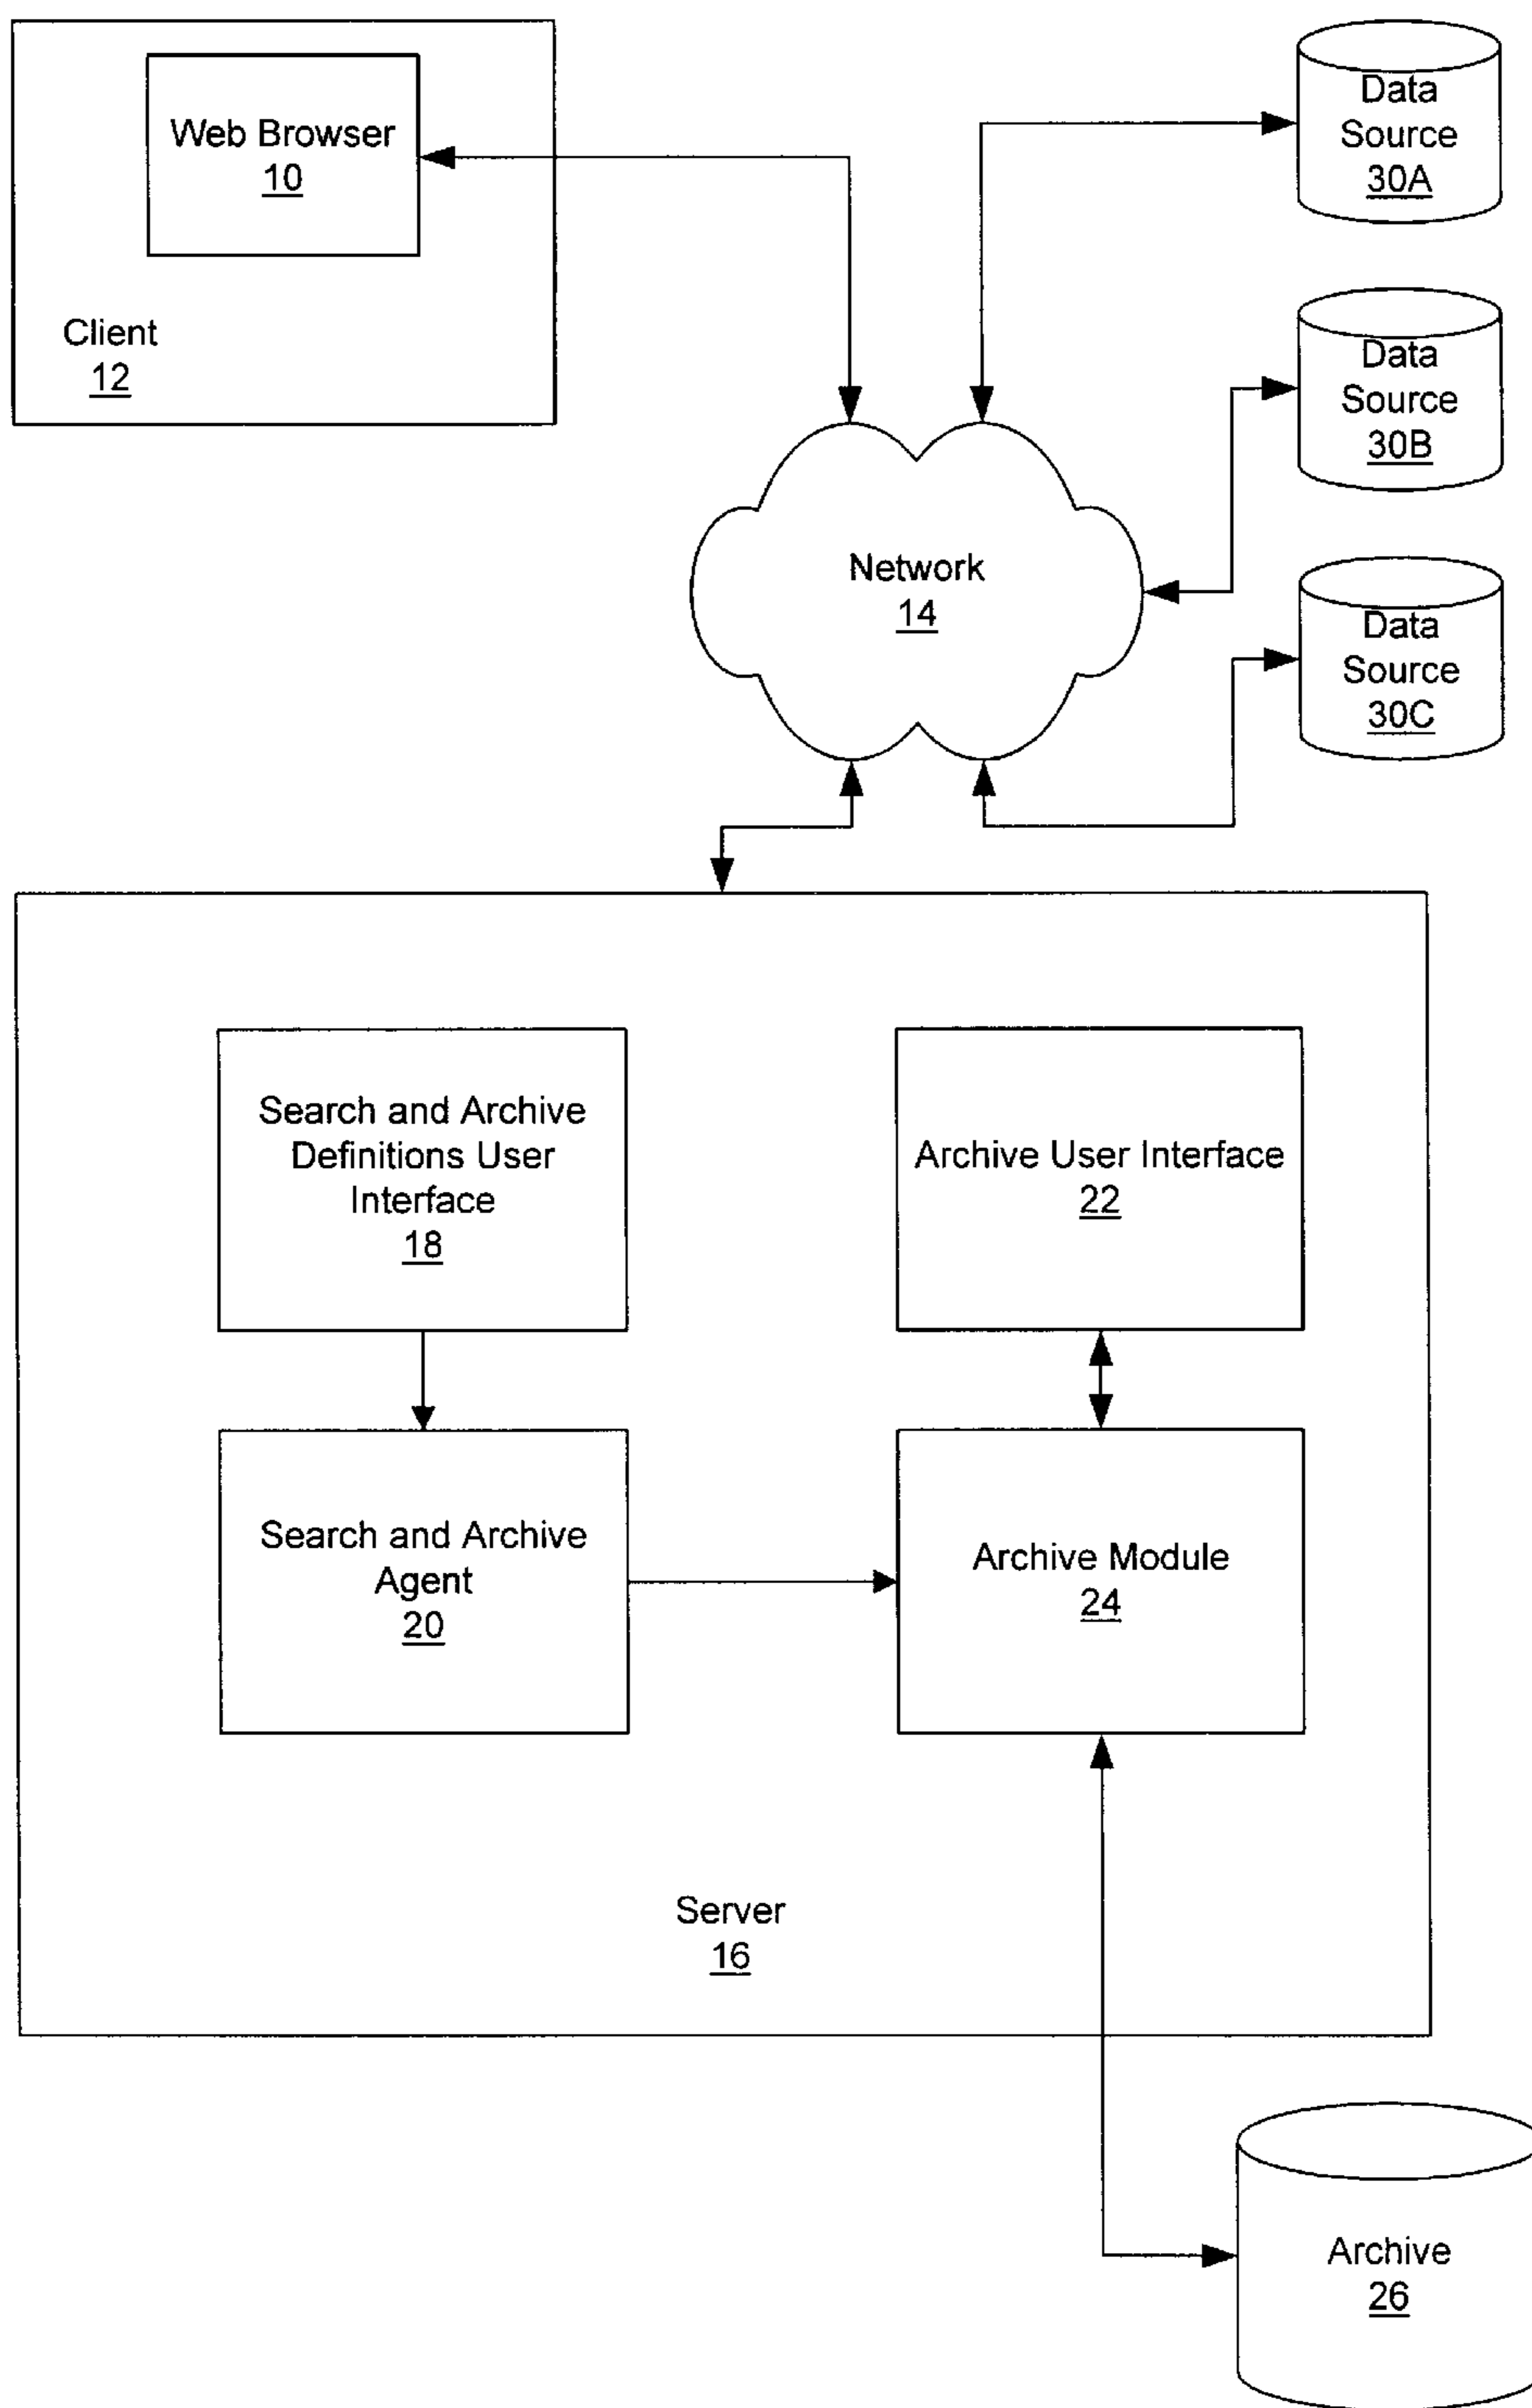 Web Browser
10
Client
12
Data
Source
30A
Data
Source
30B
Data
Source
30C
Network
14
Search and Archive
Definitions User
Interface
18
Archive User Interface
22
Search and Archive
Agent
20
Archive Module
24
Server
16
Archive
26